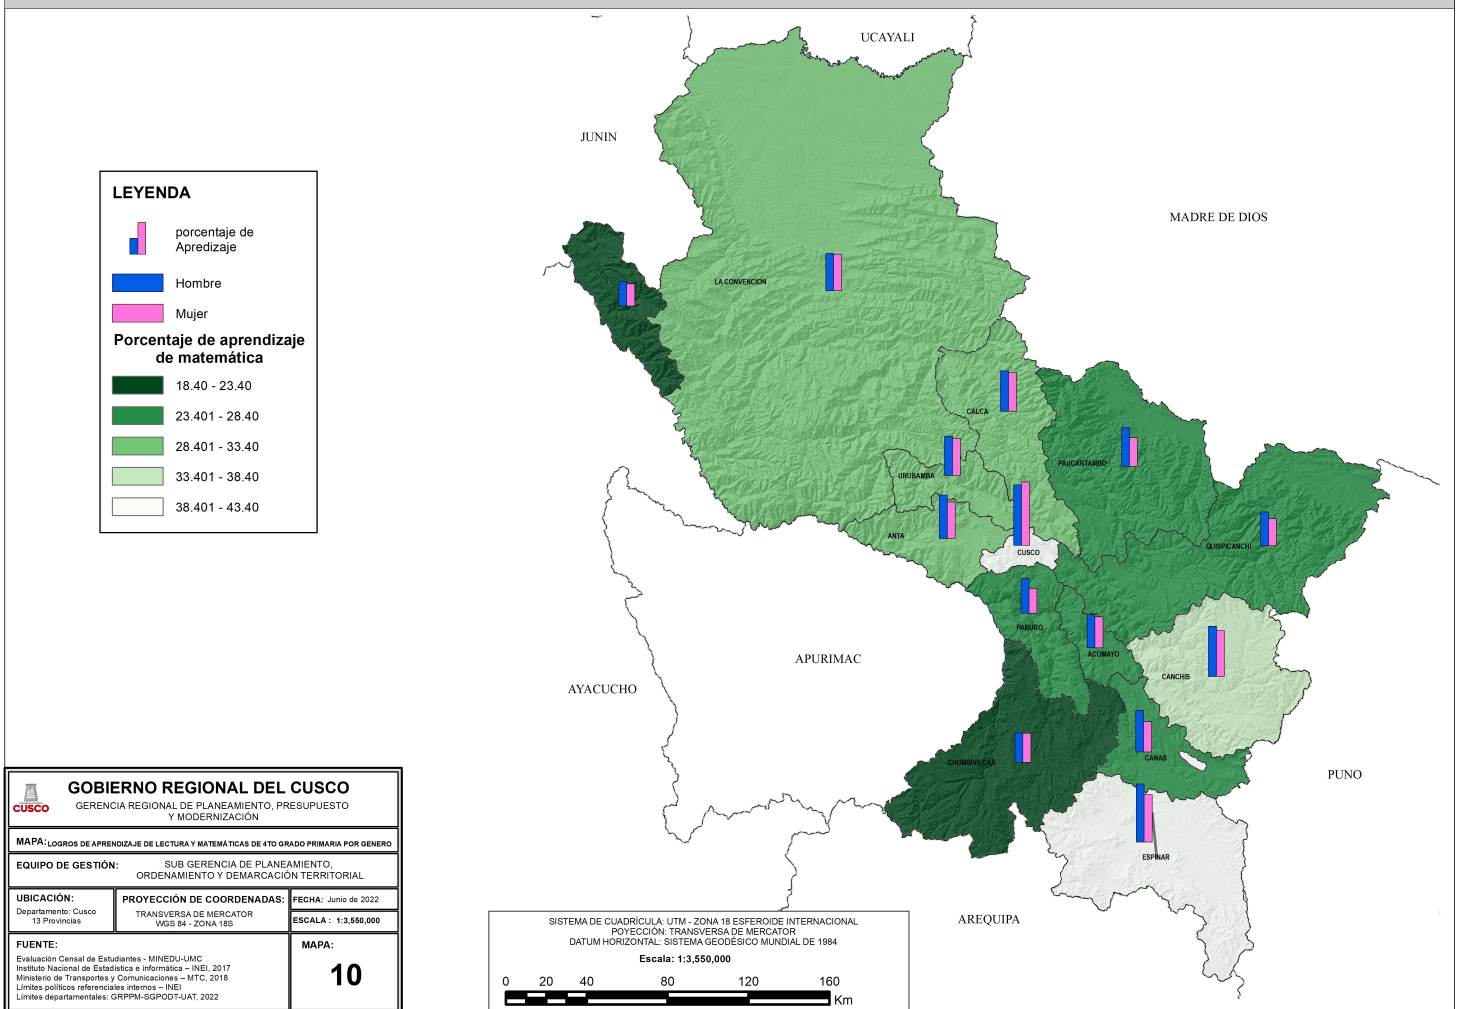 UCAYALI
JUNIN
MADRE DE DIOS
LEYENDA
porcentaje de
Apredizaje
Hombre
Mujer
Porcentaje de aprendizaje
de matemática
18.40 - 23.40
23.401 - 28.40
28.401 - 33.40
33.401 - 38.40
38.401 - 43.40
LA CONVENCION
CALCA
PAUCARTAMBO
URUBAMBA
ANTA
QUISPICANCHI
CUSCO
PARURO
ACOMAYO
CANCHIS
APURIMAC
AYACUCHO
CHUMBIVILCAS
CANAS
PUNO
ESPINAR
AREQUIPA
CUSCO
GOBIERNO REGIONAL DEL CUSCO
GERENCIA REGIONAL DE PLANEAMIENTO, PRESUPUESTO
Y MODERNIZACIÓN
MAPA: LOGROS DE APRENDIZAJE DE LECTURA Y MATEMÁTICAS DE 4TO GRADO PRIMARIA POR GENERO
EQUIPO DE GESTIÓN: SUB GERENCIA DE PLANEAMIENTO,
ORDENAMIENTO Y DEMARCACIÓN TERRITORIAL
UBICACIÓN:
Departamento: Cusco
13 Provincias
PROYECCIÓN DE COORDENADAS:
TRANSVERSA DE MERCATOR
WGS 84 - ZONA 18S
FECHA: Junio de 2022
ESCALA : 1:3,550,000
FUENTE:
Evaluación Censal de Estudiantes - MINEDU-UMC
Instituto Nacional de Estadistica e informática – INEI, 2017
Ministerio de Transportes y Comunicaciones – MTC, 2018
Límites políticos referenciales internos – INEI
Límites departamentales: GRPPM-SGPODT-UAT, 2022
MAPA:
10
SISTEMA DE CUADRÍCULA: UTM - ZONA 18 ESFEROIDE INTERNACIONAL
POYECCIÓN: TRANSVERSA DE MERCATOR
DATUM HORIZONTAL: SISTEMA GEODÉSICO MUNDIAL DE 1984
Escala: 1:3,550,000
0 20 40 80 120 160
Km